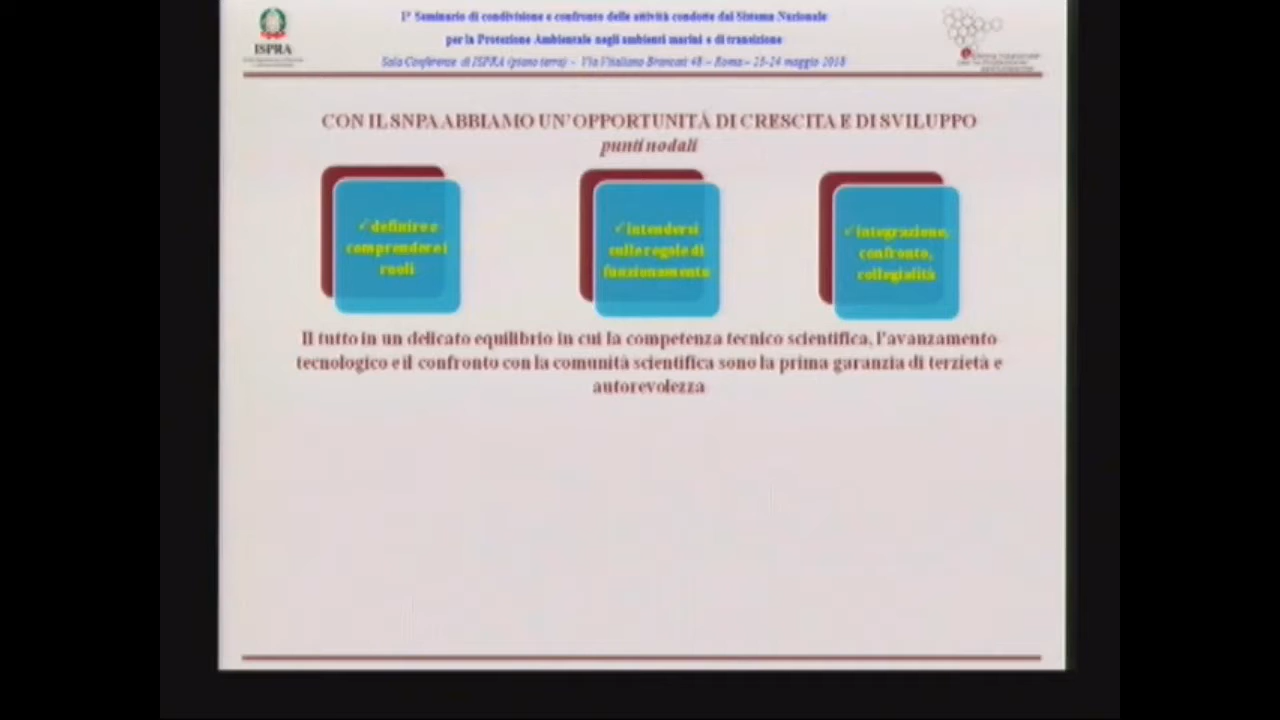 1° Seminario di condivisione e confronto delle attività condotte dal Sistema Nazionale
per la Protezione Ambientale negli ambienti marini e di transizione
Sala Conferenze di ISPRA (piano terra) - Via Vitaliano Brancati 48 – Roma – 23-24 maggio 2018
ISPRA
CON IL SNPA ABBIAMO UN'OPPORTUNITÀ DI CRESCITA E DI SVILUPPO
punti nodali
✓definire e
comprendere i
ruoli
✓intendersi
sulle regole di
funzionamento
✓integrazione,
confronto,
collegialità
Il tutto in un delicato equilibrio in cui la competenza tecnico scientifica, l'avanzamento
tecnologico e il confronto con la comunità scientifica sono la prima garanzia di terzietà e
autorevolezza